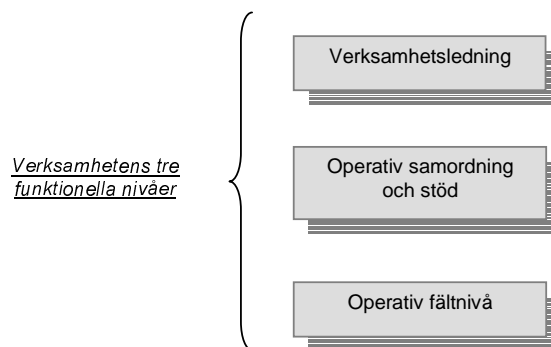 Verksamhetens tre
funktionella nivåer
Verksamhetsledning
Operativ samordning
och stöd
Operativ fältnivå